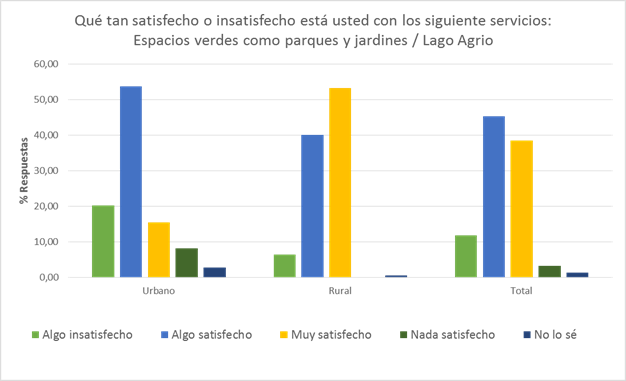 Qué tan satisfecho o insatisfecho está usted con los siguiente servicios:
Espacios verdes como parques y jardines / Lago Agrio
% Respuestas
60,00
50,00
40,00
30,00
20,00
10,00
0,00
Urbano Rural Total
Algo insatisfecho Algo satisfecho Muy satisfecho Nada satisfecho No lo sé